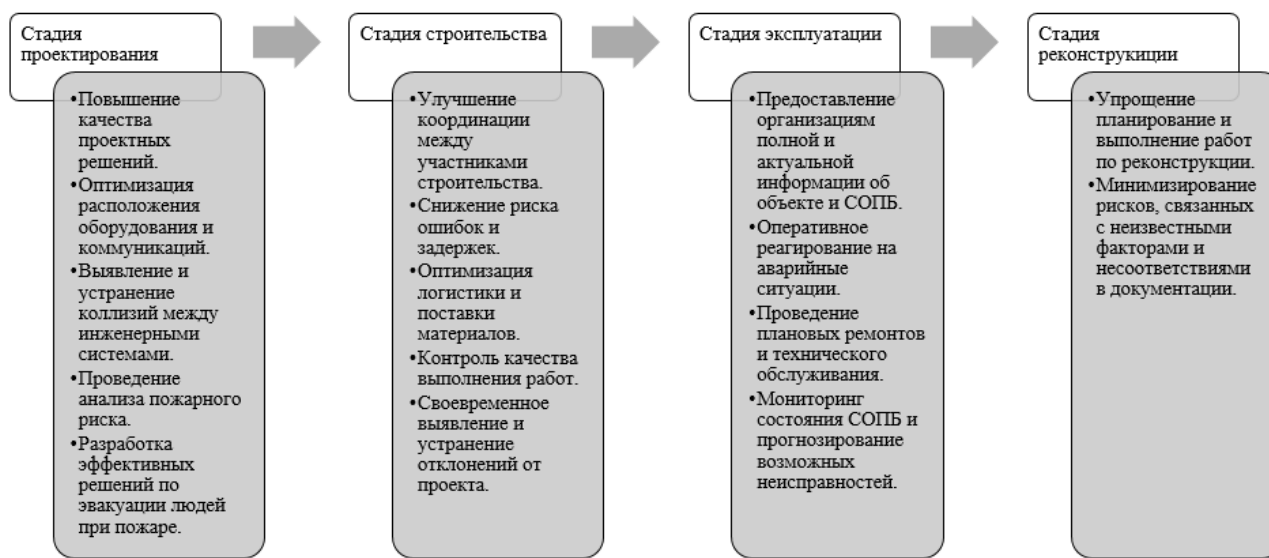 Стадия
проектирования
•Повышение
качества
проектных
решений.
•Оптимизация
расположения
оборудования и
коммуникаций.
•Выявление и
устранение
коллизий между
инженерными
системами.
•Проведение
анализа пожарного
риска.
•Разработка
эффективных
решений по
эвакуации людей
при пожаре.
Стадия строительства
•Улучшение
координации
между
участниками
строительства.
•Снижение риска
ошибок и
задержек.
•Оптимизация
логистики и
поставки
материалов.
•Контроль качества
выполнения работ.
•Своевременное
выявление и
устранение
отклонений от
проекта.
Стадия эксплуатации
•Предоставление
организациям
полной и
актуальной
информации об
объекте и СОПБ.
•Оперативное
реагирование на
аварийные
ситуации.
•Проведение
плановых ремонтов
и технического
обслуживания.
•Мониторинг
состояния СОПБ и
прогнозирование
возможных
неисправностей.
Стадия
реконструкиции
•Упрощение
планирование и
выполнение работ
по реконструкции.
•Минимизирование
рисков, связанных
с неизвестными
факторами и
несоответствиями
в документации.